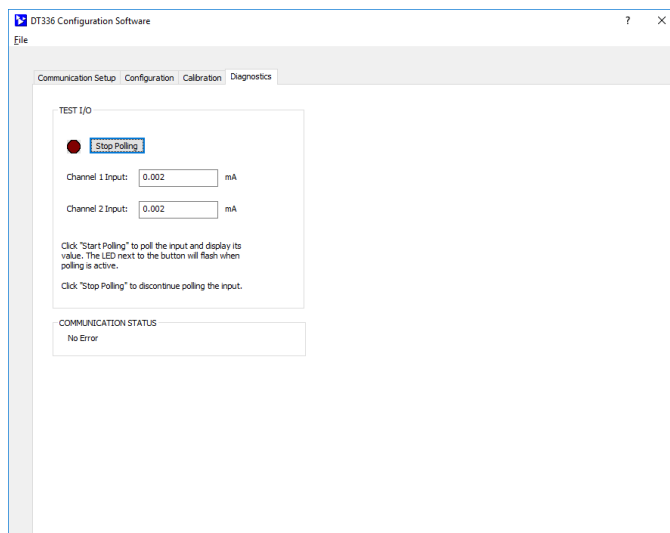 DT336 Configuration Software
? ×
File
Communication Setup Configuration Calibration Diagnostics
TEST I/O
Stop Polling
Channel 1 Input: 0.002 mA
Channel 2 Input: 0.002 mA
Click "Start Polling" to poll the input and display its
value. The LED next to the button will flash when
polling is active.
Click "Stop Polling" to discontinue polling the input.
COMMUNICATION STATUS
No Error